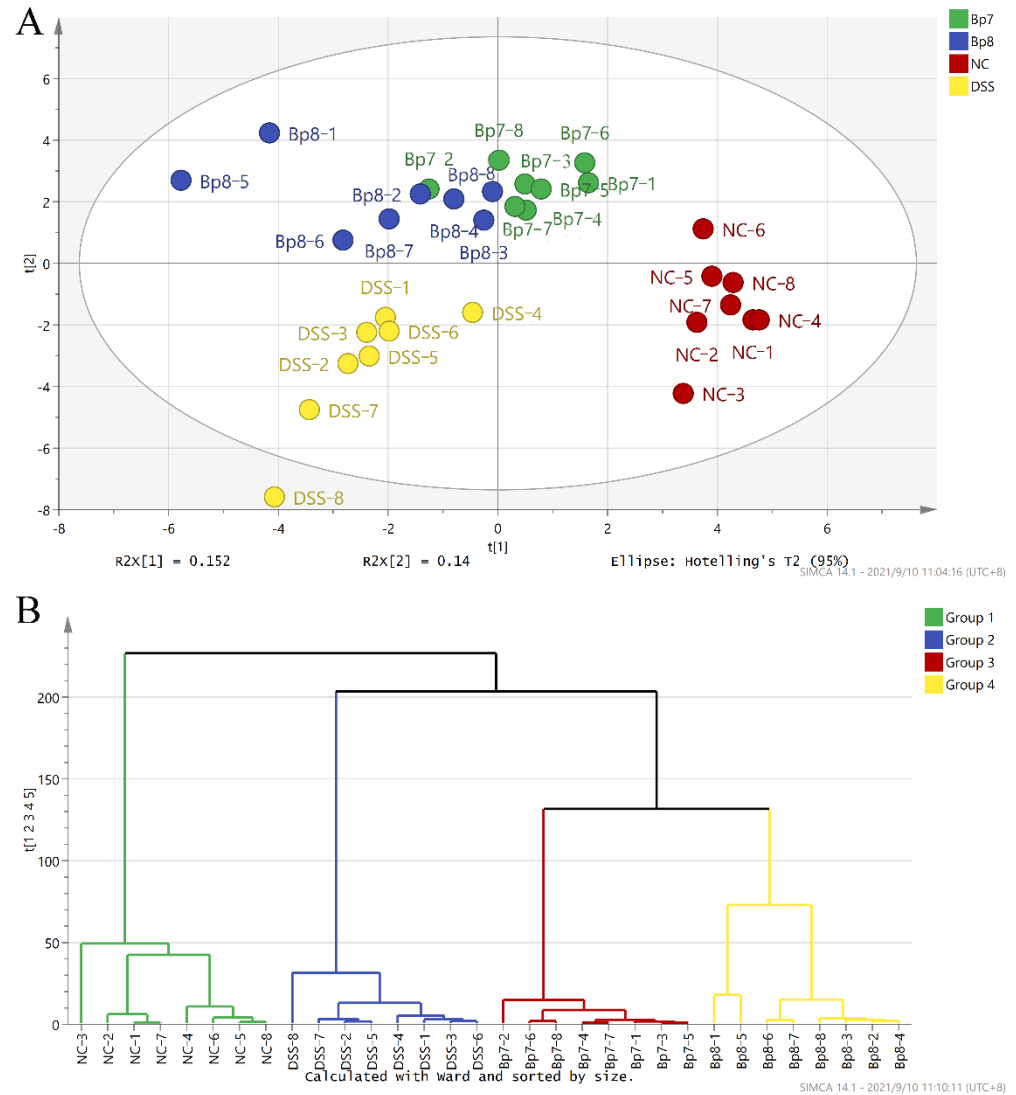 A
Bp7
Bp8
NC
DSS
6
4
2
0
-2
-4
-6
-8
t[2]
Bp8-1
Bp8-5
Bp7-8
Bp7-6
Bp7-2
Bp7-3
Bp8-8
Bp8-2
Bp7-5
Bp7-1
Bp8-4
Bp7-7
Bp7-4
Bp8-6
Bp8-7
Bp8-3
NC-6
NC-5
NC-8
NC-7
NC-4
NC-2
NC-1
NC-3
DSS-1
DSS-4
DSS-3
DSS-6
DSS-5
DSS-2
DSS-7
DSS-8
-8 -6 -4 -2 0 2 4 6
t[1]
R2X[1] = 0.152 R2X[2] = 0.14 Ellipse: Hotelling's T2 (95%)
SIMCA 14.1 - 2021/9/10 11:04:16 (UTC+8)
B
Group 1
Group 2
Group 3
Group 4
200
150
100
50
0
t[1 2 3 4 5]
NC-3 NC-2 NC-1 NC-7 NC-4 NC-6 NC-5 NC-8 DSS-8 DSS-7 DSS-2 DSS-5 DSS-4 DSS-1 DSS-3 DSS-6 Bp7-2 Bp7-6 Bp7-8 Bp7-4 Bp7-7 Bp7-1 Bp7-3 Bp7-5 Bp8-1 Bp8-5 Bp8-6 Bp8-7 Bp8-8 Bp8-3 Bp8-2 Bp8-4
Calculated with Ward and sorted by size.
SIMCA 14.1 - 2021/9/10 11:10:11 (UTC+8)